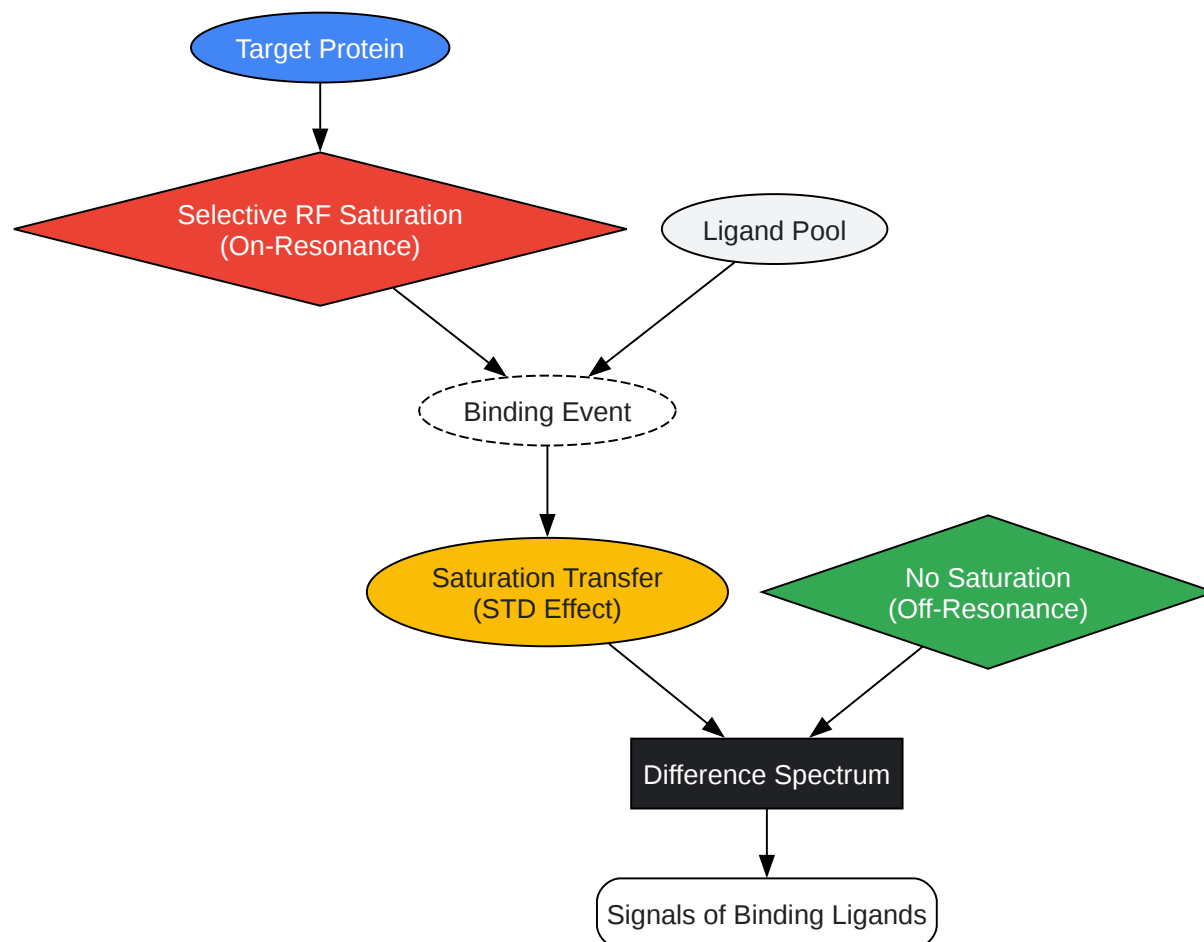 Target Protein
Selective RF Saturation
(On-Resonance)
Ligand Pool
Binding Event
Saturation Transfer
(STD Effect)
No Saturation
(Off-Resonance)
Difference Spectrum
Signals of Binding Ligands